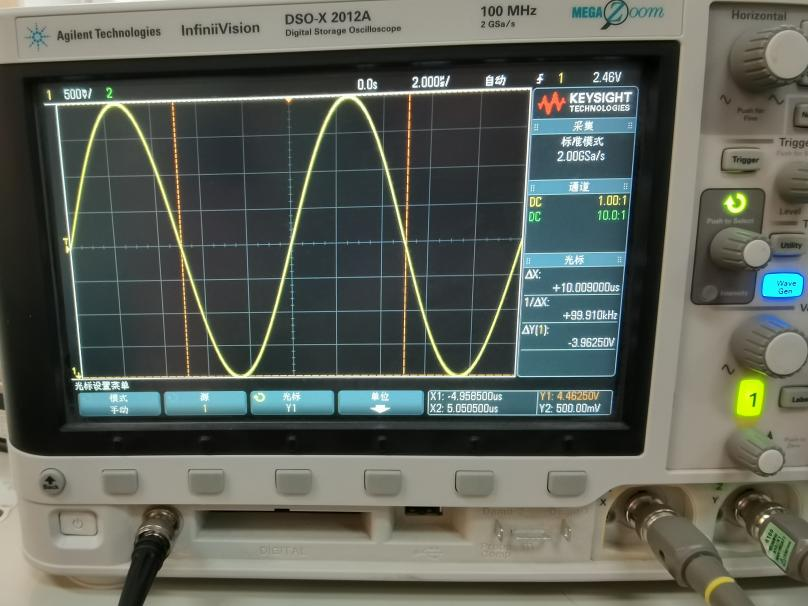 Agilent Technologies InfiniiVision DSO-X 2012A 100 MHz MEGA Zoom
Digital Storage Oscilloscope 2 GSa/s
Horizontal
1 500%/ 2 0.0s 2.000%/ 自动 1 2.46V
KEYSIGHT
TECHNOLOGIES
Push for
Fine
采集
标准模式
2.00GSa/s
Trigger
Level
通道
DC 1.00:1
DC 10.0:1
Push to Select
Utility
Intensity
Wave
Gen
光标
ΔX:
+10.009000us
1/ΔX:
+99.910kHz
ΔY(1):
-3.96250V
T
1
光标设置菜单
模式
手动
源
1
光标
Y1
单位
X1: -4.958500us Y1: 4.46250V
X2: 5.050500us Y2: 500.00mV
1
Label
Back
DIGITAL
X
Y